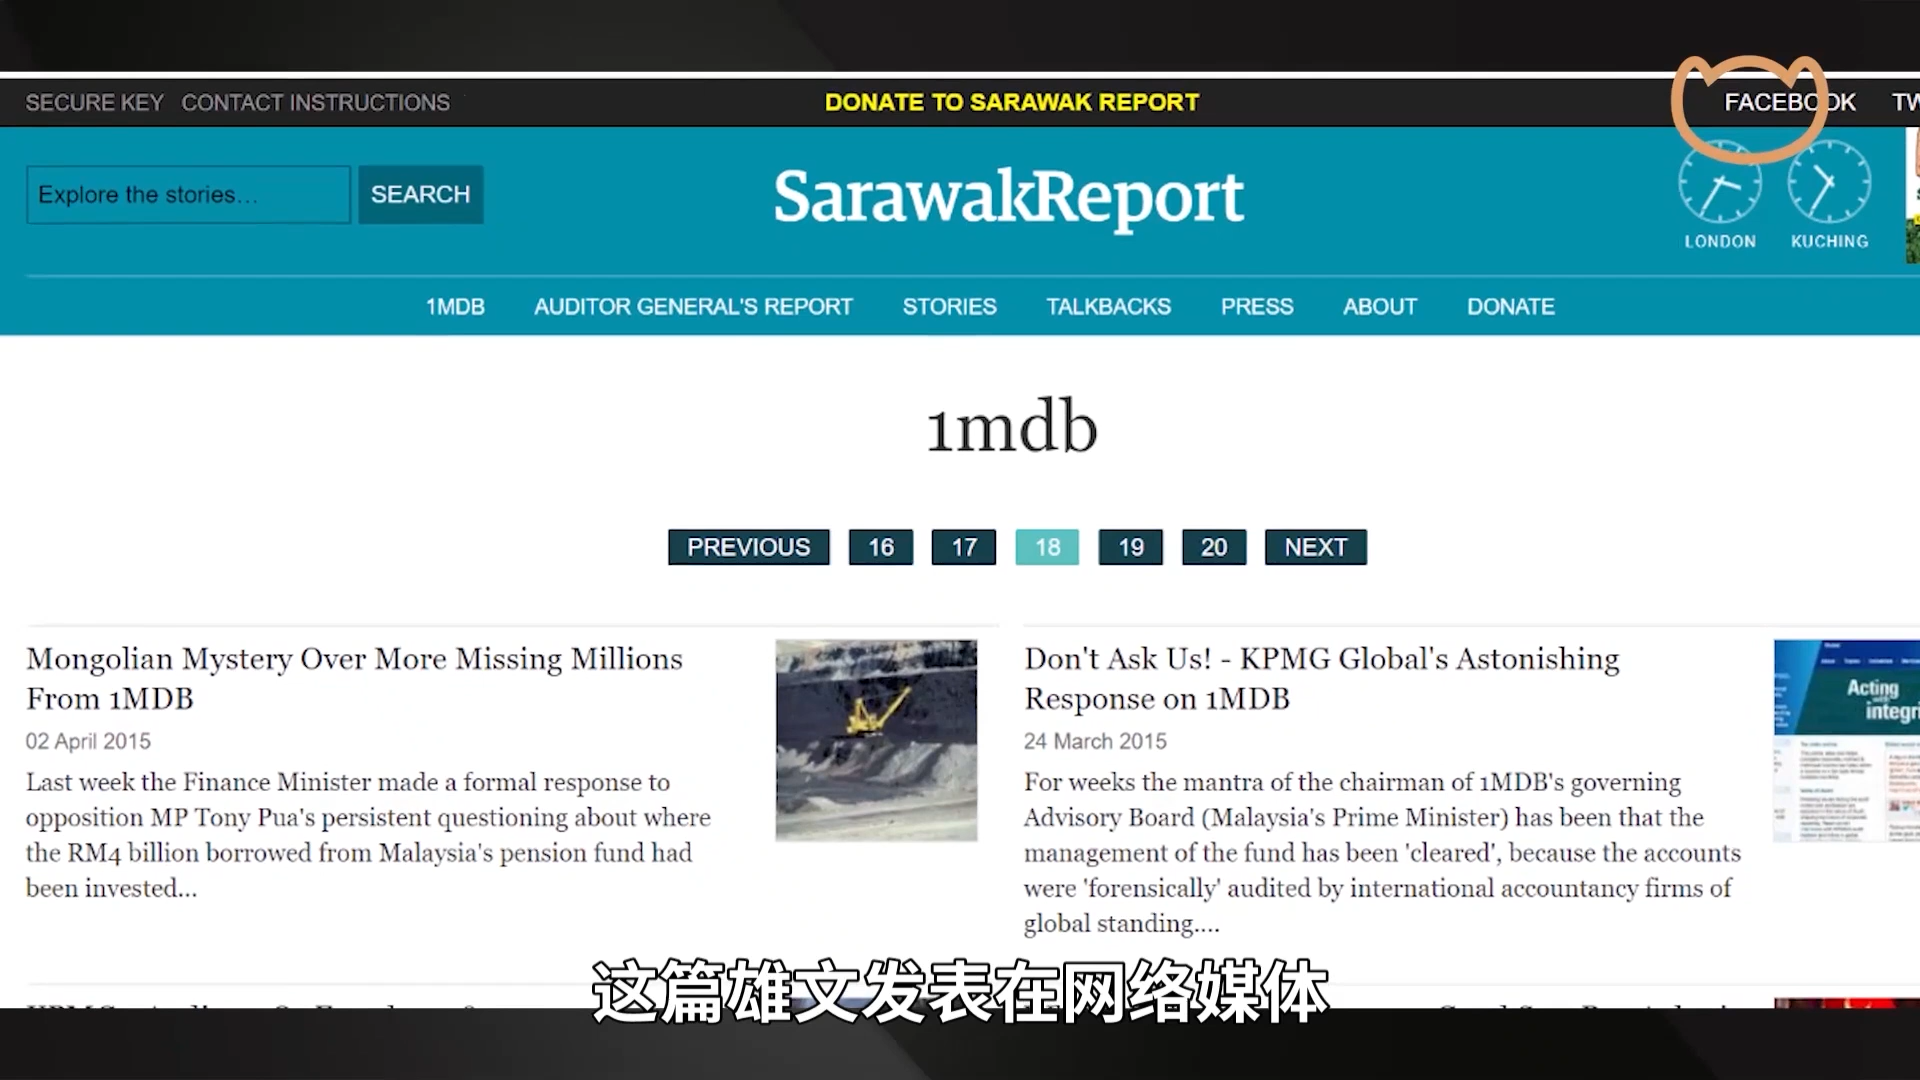 SECURE KEY CONTACT INSTRUCTIONS DONATE TO SARAWAK REPORT FACEBOOK
Explore the stories... SEARCH SarawakReport
LONDON KUCHING
1MDB AUDITOR GENERAL'S REPORT STORIES TALKBACKS PRESS ABOUT DONATE
1mdb
PREVIOUS 16 17 18 19 20 NEXT
Mongolian Mystery Over More Missing Millions
From 1MDB
02 April 2015
Last week the Finance Minister made a formal response to
opposition MP Tony Pua's persistent questioning about where
the RM4 billion borrowed from Malaysia's pension fund had
been invested...
Don't Ask Us! - KPMG Global's Astonishing
Response on 1MDB
24 March 2015
For weeks the mantra of the chairman of 1MDB's governing
Advisory Board (Malaysia's Prime Minister) has been that the
management of the fund has been 'cleared', because the accounts
were 'forensically' audited by international accountancy firms of
global standing....
Acting
这篇雄文发表在网络媒体